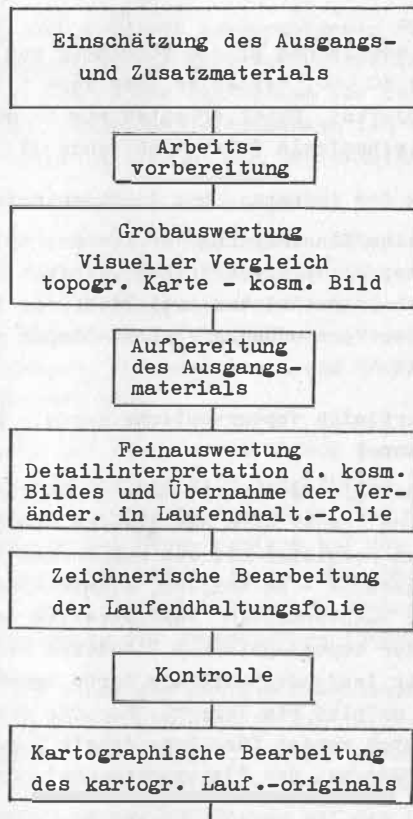 Einschätzung des Ausgangs-
und Zusatzmaterials
Arbeits-
vorbereitung
Grobauswertung
Visueller Vergleich
topogr. Karte - kosm. Bild
Aufbereitung
des Ausgangs-
materials
Feinauswertung
Detailinterpretation d. kosm.
Bildes und Übernahme der Ver-
änder. in Laufendhalt.-folie
Zeichnerische Bearbeitung
der Laufendhaltungsfolie
Kontrolle
Kartographische Bearbeitung
des kartogr. Lauf.-originals